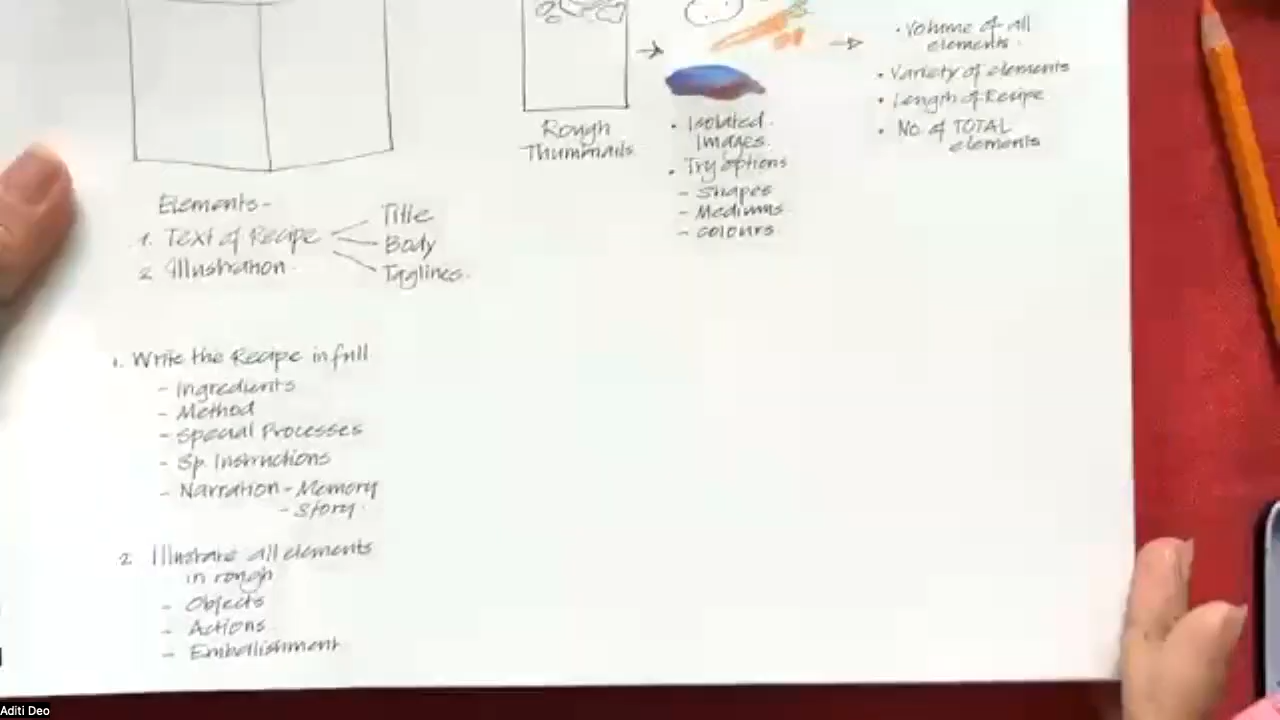 Rough
Thumbnails
• Isolated
Images
• Try options
- Shapes
- Mediums
- colours
• Volume of all
elements.
• Variety of elements
• Length of Recipe
• No. of TOTAL
elements
Elements -
1. Text of Recipe
2. Illustration.
Title
Body
Taglines.
1. Write the Recipe in full
- Ingredients
- Method
- Special Processes
- Sp. Instructions
- Narration - Memory
- Story.
2. Illustrate all elements
in rough
- Objects
- Actions
- Embellishment
Aditi Deo